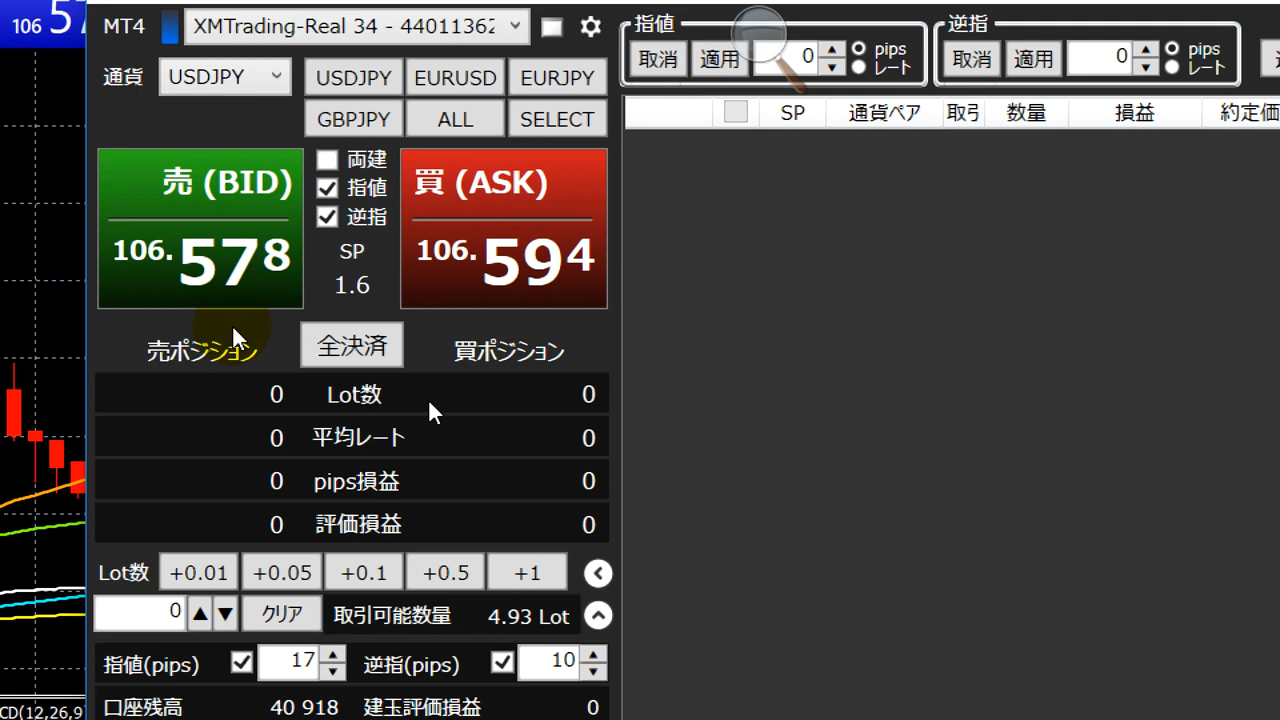 106
MT4
XMTrading-Real 34 - 44011362
通貨
USDJPY
USDJPY
EURUSD
EURJPY
GBPJPY
ALL
SELECT
売 (BID)
106.578
両建
指値
逆指
SP
1.6
買 (ASK)
106.594
売ポジション
全決済
買ポジション
0 Lot数 0
0 平均レート 0
0 pips損益 0
0 評価損益 0
Lot数 +0.01 +0.05 +0.1 +0.5 +1
0 クリア 取引可能数量 4.93 Lot
指値(pips) 17 逆指(pips) 10
口座残高 40 918 建玉評価損益 0
指値
取消 適用 0 pips
レート
逆指
取消 適用 0 pips
レート
SP 通貨ペア 取引 数量 損益 約定価
CD(12,26,9